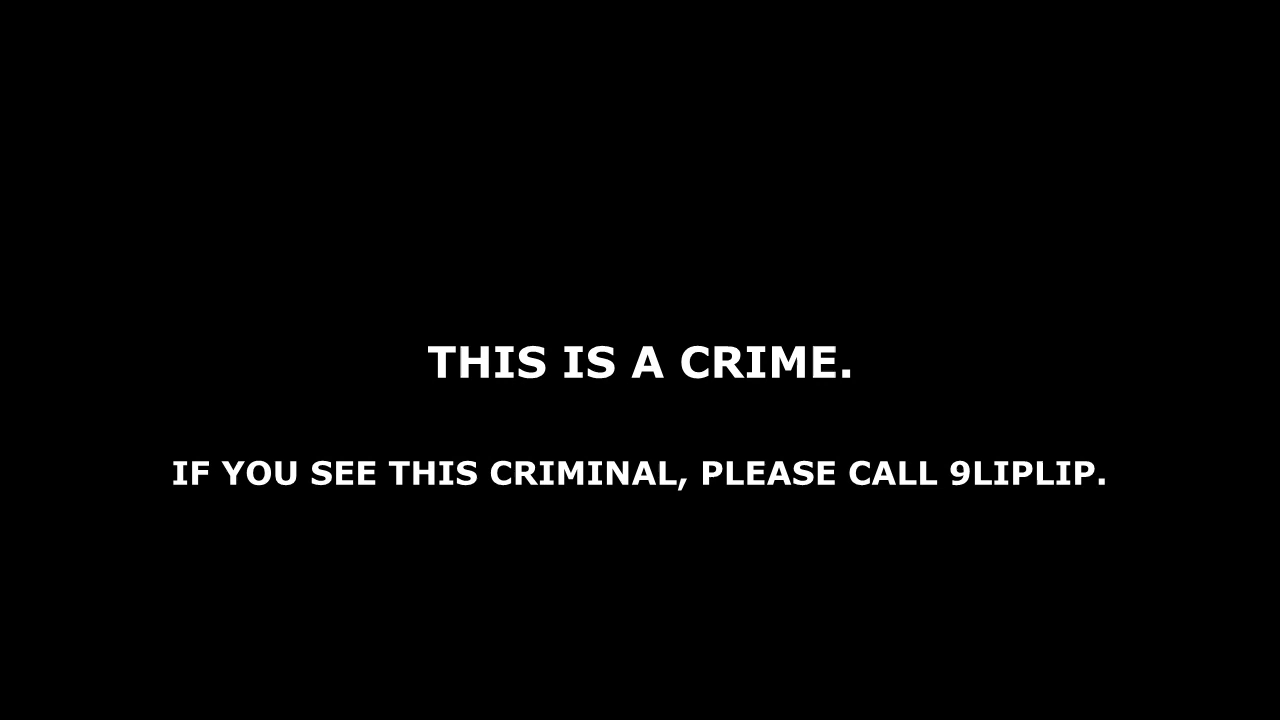 THIS IS A CRIME.
IF YOU SEE THIS CRIMINAL, PLEASE CALL 9LIPLIP.